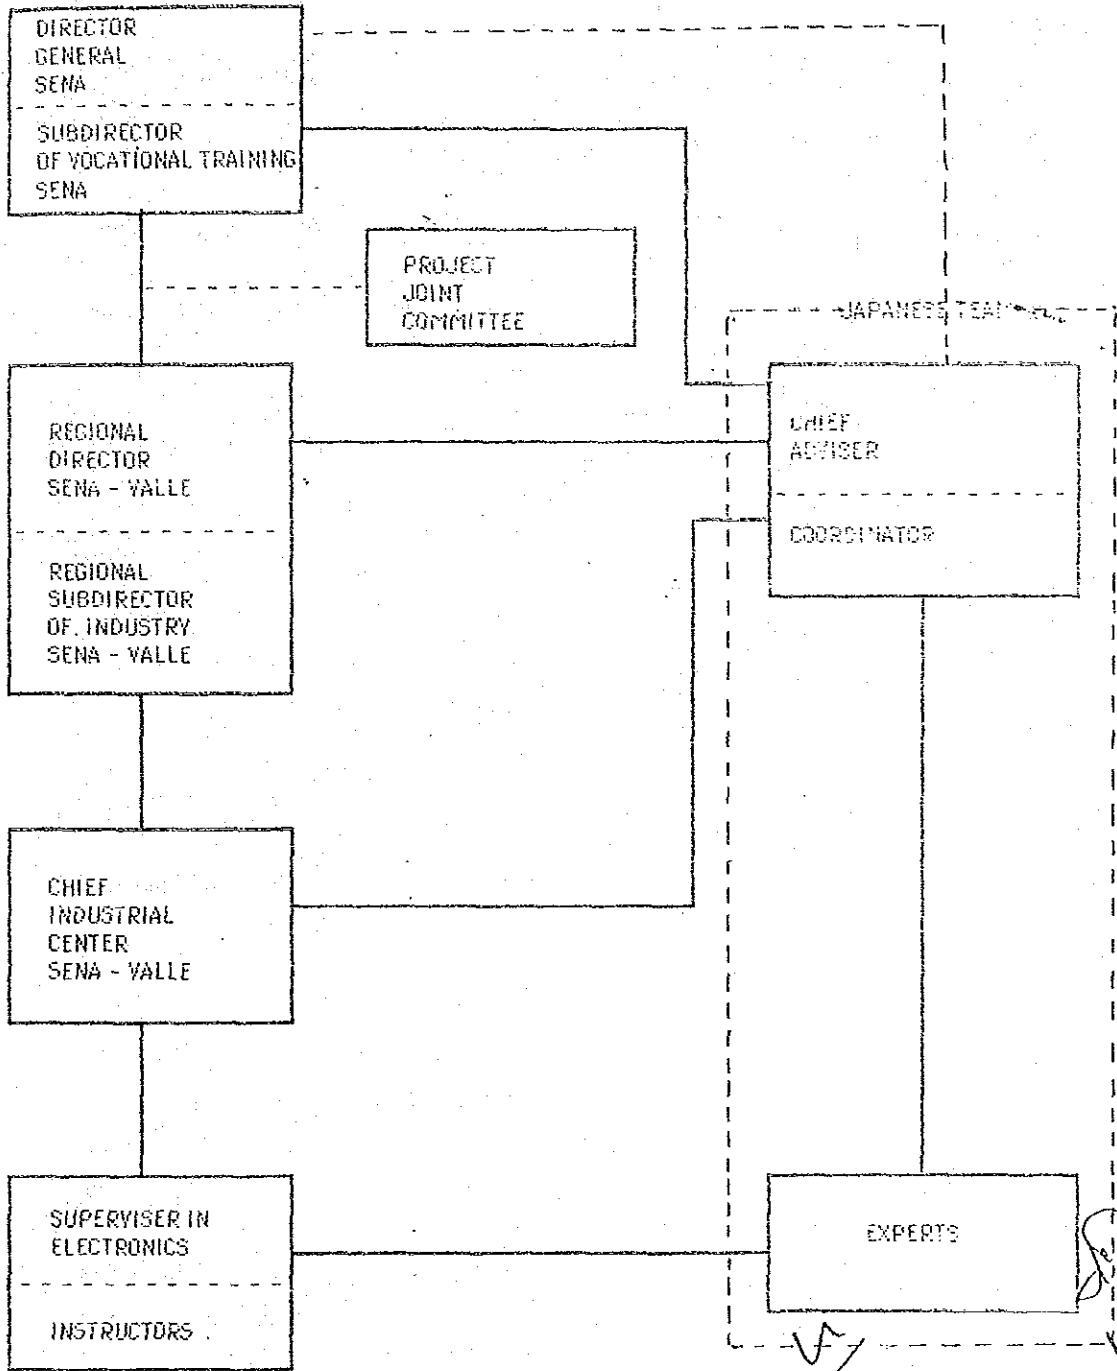 DIRECTOR
GENERAL
SENA
SUBDIRECTOR
OF VOCATIONAL TRAINING
SENA
PROJECT
JOINT
COMMITTEE
JAPANESE TEAM
REGIONAL
DIRECTOR
SENA - VALLE
REGIONAL
SUBDIRECTOR
OF. INDUSTRY
SENA - VALLE
CHIEF
ADVISER
COORDINATOR
CHIEF
INDUSTRIAL
CENTER
SENA - VALLE
SUPERVISER IN
ELECTRONICS
INSTRUCTORS
EXPERTS